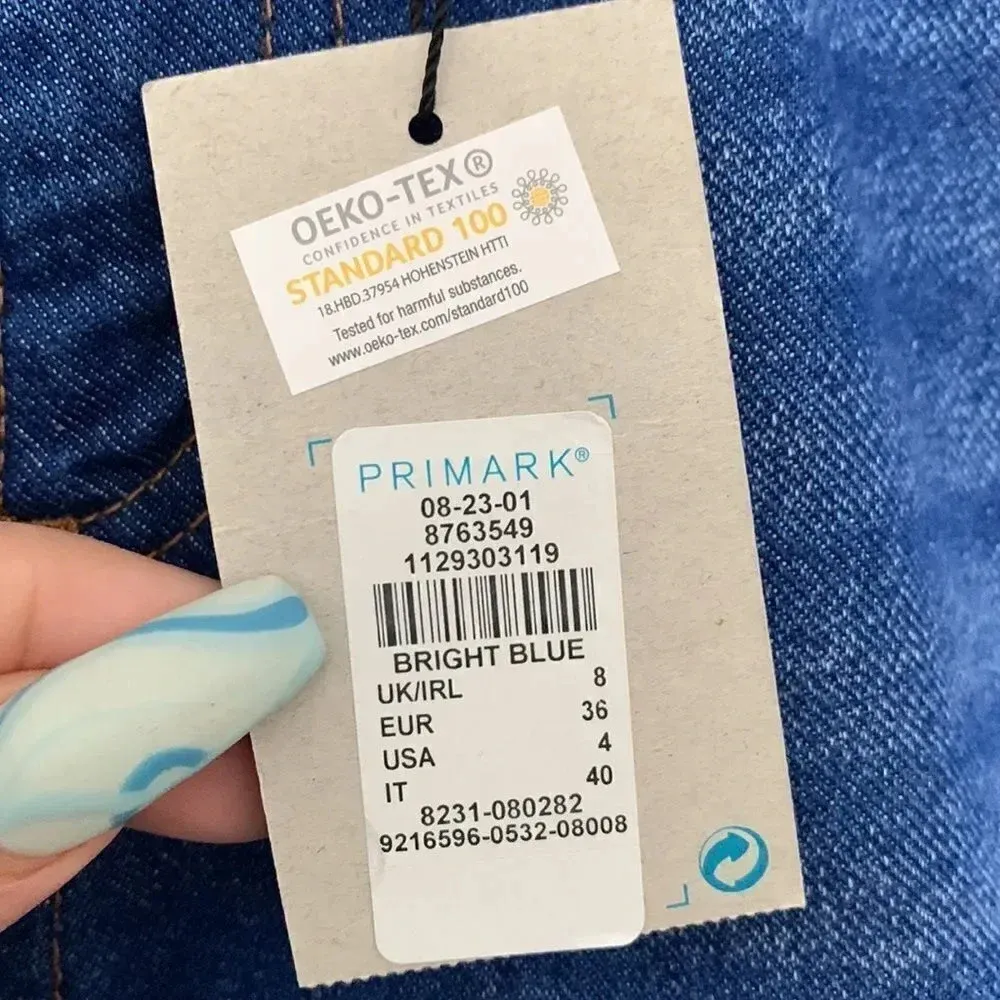 OEKO-TEX®
CONFIDENCE IN TEXTILES
STANDARD 100
18.HBD.37954 HOHENSTEIN HTTI
Tested for harmful substances.
www.oeko-tex.com/standard100
PRIMARK®
08-23-01
8763549
1129303119
BRIGHT BLUE
UK/IRL 8
EUR 36
USA 4
IT 40
8231-080282
9216596-0532-08008